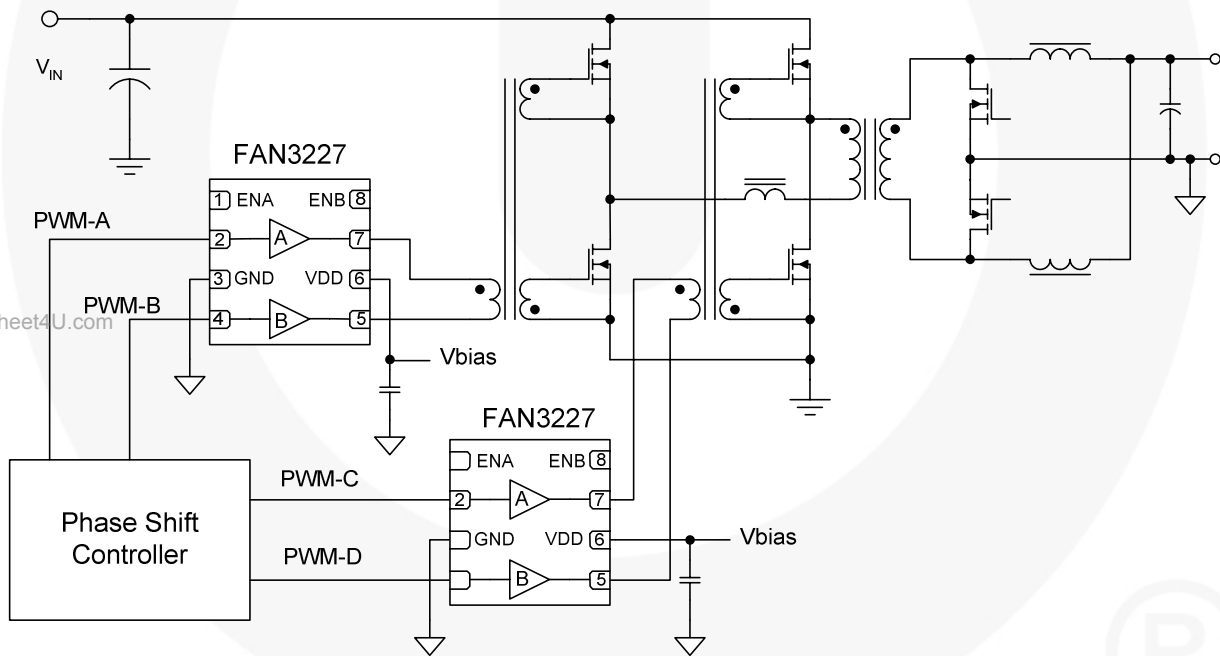 V_IN
FAN3227
1 ENA ENB 8
PWM-A
2 A 7
3 GND VDD 6
PWM-B
4 B 5
heet4U.com
Vbias
FAN3227
ENA ENB 8
PWM-C
2 A 7
Phase Shift
Controller
GND VDD 6
Vbias
PWM-D
B 5
R